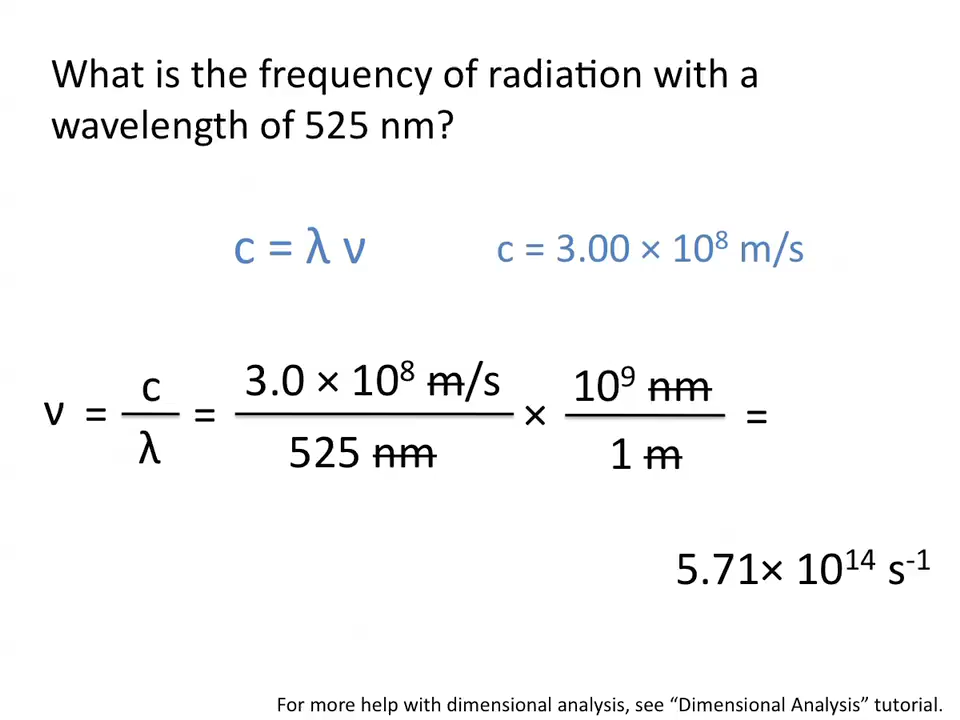 What is the frequency of radiation with a
wavelength of 525 nm?
c = λ ν
c = 3.00 × 10⁸ m/s
ν = c/λ = 3.0 × 10⁸ m/s / 525 nm × 10⁹ nm / 1 m =
5.71× 10¹⁴ s⁻¹
For more help with dimensional analysis, see “Dimensional Analysis” tutorial.